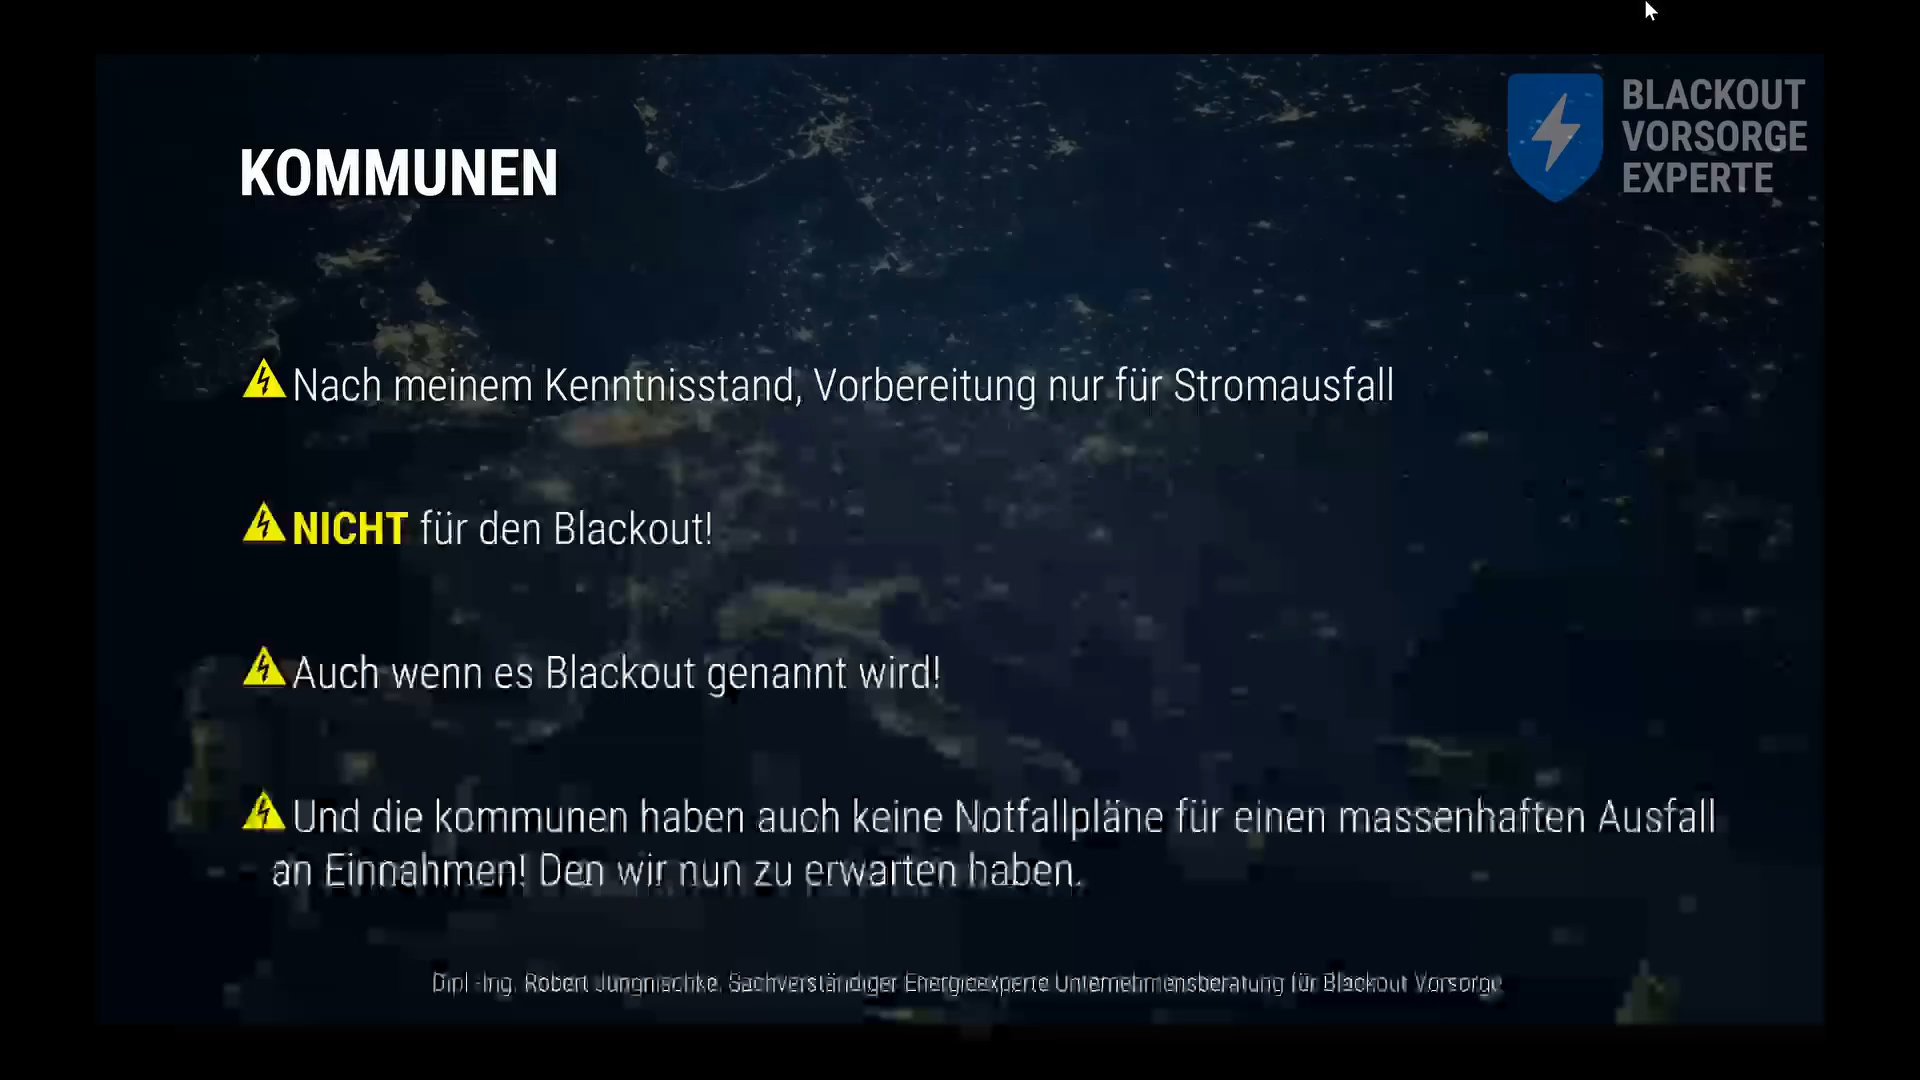 BLACKOUT
VORSORGE
EXPERTE
KOMMUNEN
Nach meinem Kenntnisstand, Vorbereitung nur für Stromausfall
NICHT für den Blackout!
Auch wenn es Blackout genannt wird!
Und die kommunen haben auch keine Notfallpläne für einen massenhaften Ausfall
an Einnahmen! Den wir nun zu erwarten haben.
Dipl.-Ing. Robert Jungnischke. Sachverständiger Energieexperte Unternehmensberatung für Blackout Vorsorge